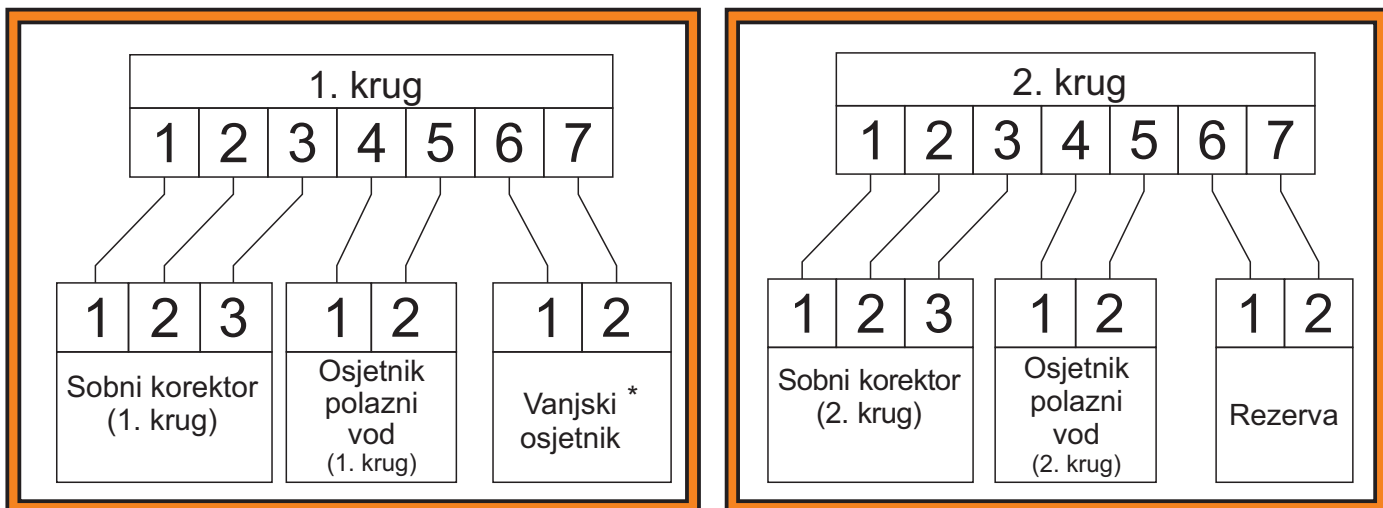 1. krug
1 2 3 4 5 6 7
1 2 3 1 2 1 2
Sobni korektor
(1. krug)
Osjetnik
polazni
vod
(1. krug)
Vanjski *
osjetnik
2. krug
1 2 3 4 5 6 7
1 2 3 1 2 1 2
Sobni korektor
(2. krug)
Osjetnik
polazni
vod
(2. krug)
Rezerva